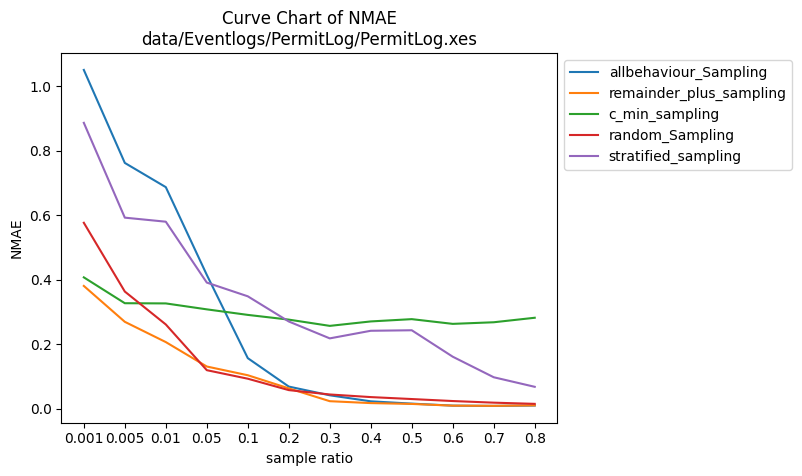 Curve Chart of NMAE
data/Eventlogs/PermitLog/PermitLog.xes
allbehaviour_Sampling
remainder_plus_sampling
c_min_sampling
random_Sampling
stratified_sampling
NMAE
1.0
0.8
0.6
0.4
0.2
0.0
0.001 0.005 0.01 0.05 0.1 0.2 0.3 0.4 0.5 0.6 0.7 0.8
sample ratio